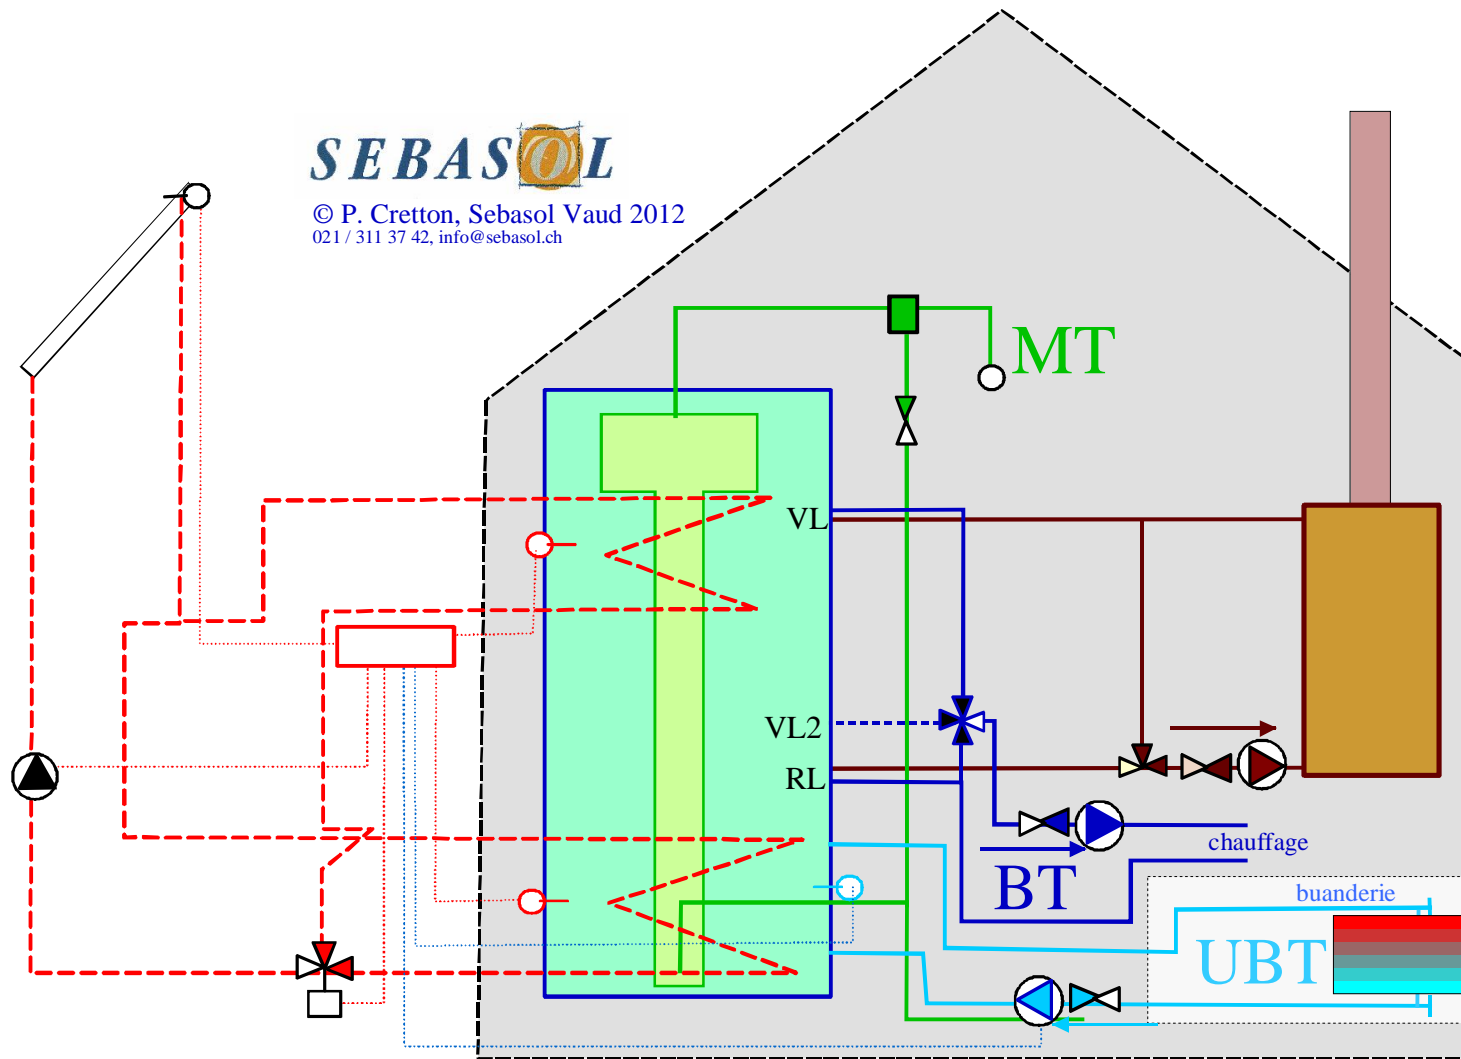 SEBASOL
© P. Cretton, Sebasol Vaud 2012
021 / 311 37 42, info@sebasol.ch
MT
VL
VL2
RL
chauffage
BT
buanderie
UBT